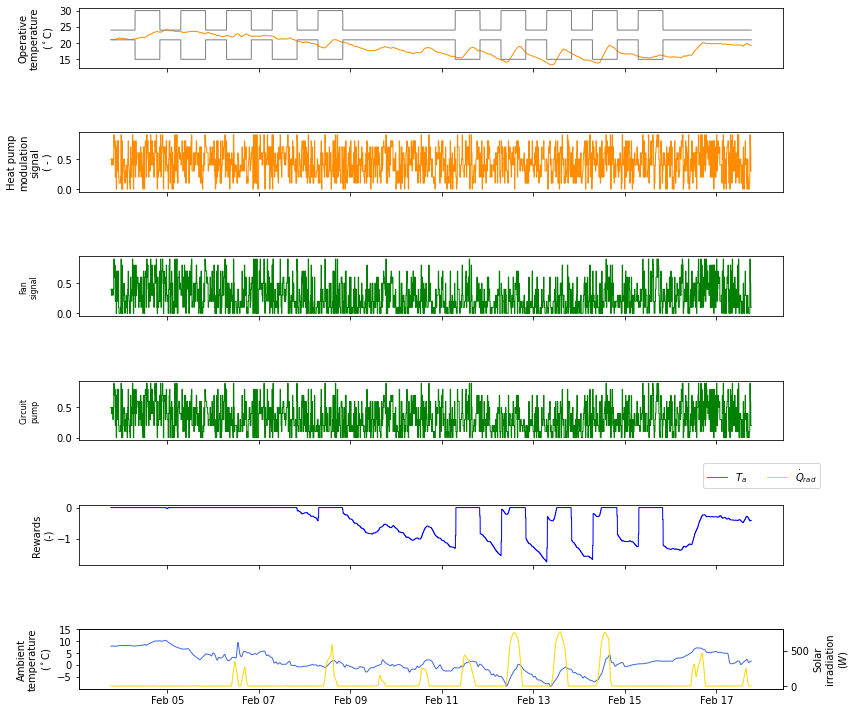 Operative
temperature
(°C)
30
25
20
15
Heat pump
modulation
signal
( - )
0.5
0.0
Fan
signal
0.5
0.0
Circuit
pump
0.5
0.0
T_a
Q̇_rad
Rewards
(-)
0
−1
Ambient
temperature
(°C)
15
10
5
0
−5
Solar
irradiation
(W)
500
0
Feb 05
Feb 07
Feb 09
Feb 11
Feb 13
Feb 15
Feb 17